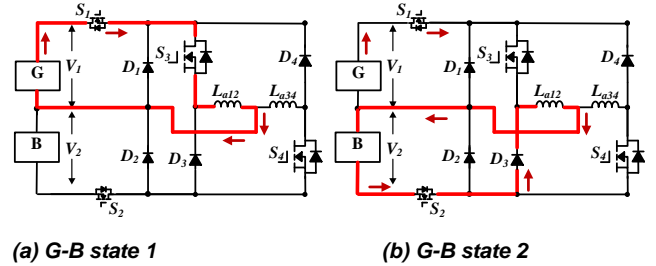 S1
S3
G
V1
D1
D4
La12
La34
B
V2
D2
D3
S4
S2
(a) G-B state 1
S1
S3
G
V1
D1
D4
La12
La34
B
V2
D2
D3
S4
S2
(b) G-B state 2